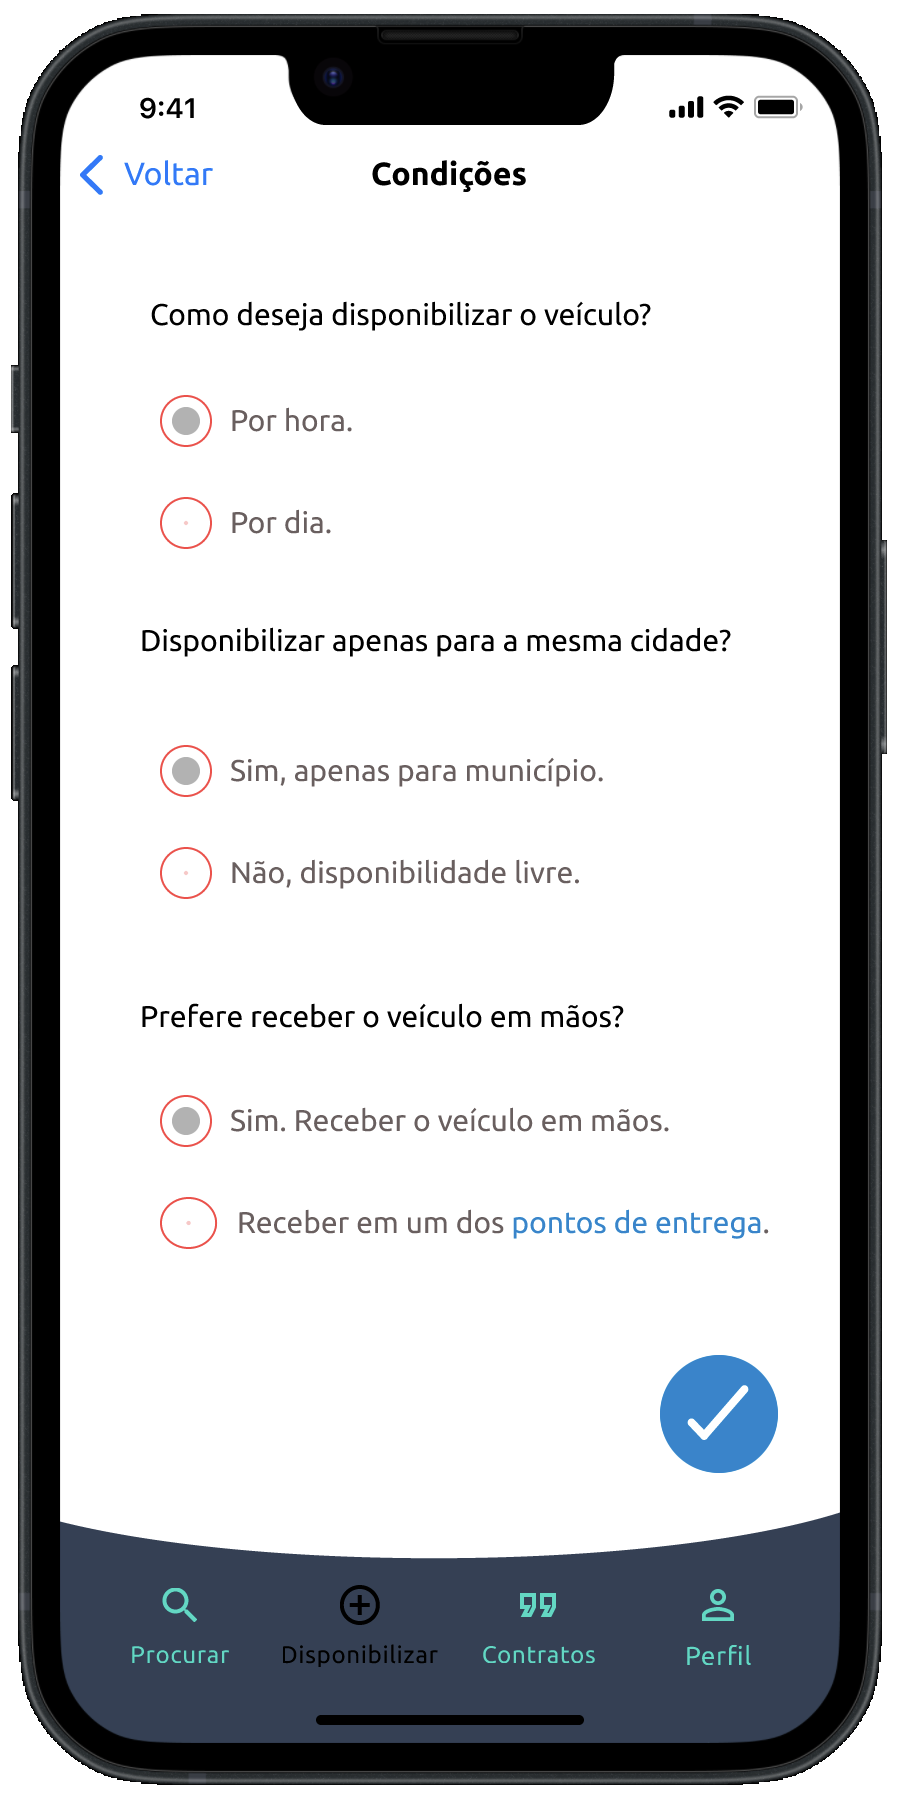 9:41
Voltar
Condições
Como deseja disponibilizar o veículo?
Por hora.
Por dia.
Disponibilizar apenas para a mesma cidade?
Sim, apenas para município.
Não, disponibilidade livre.
Prefere receber o veículo em mãos?
Sim. Receber o veículo em mãos.
Receber em um dos pontos de entrega.
Procurar
Disponibilizar
Contratos
Perfil